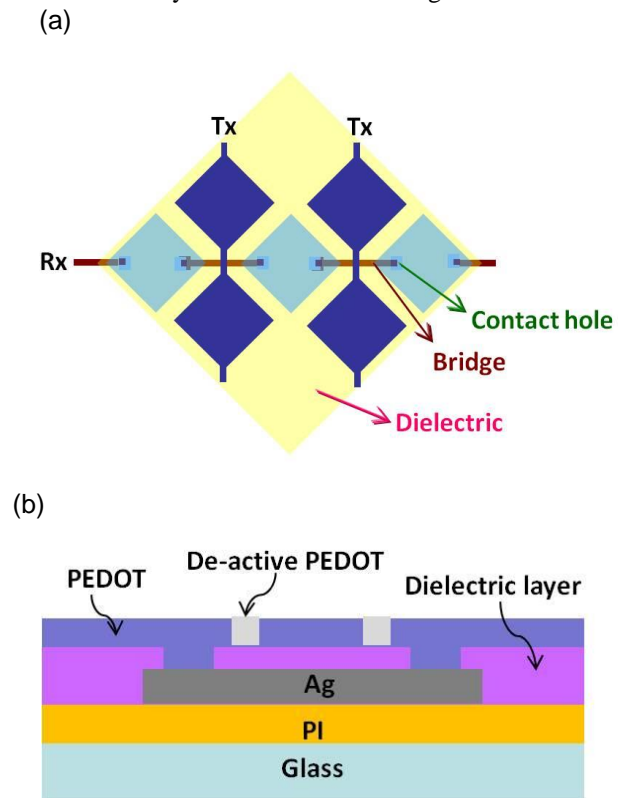 (a)
Tx Tx
Rx
Contact hole
Bridge
Dielectric
(b)
De-active PEDOT
PEDOT
Dielectric layer
Ag
PI
Glass